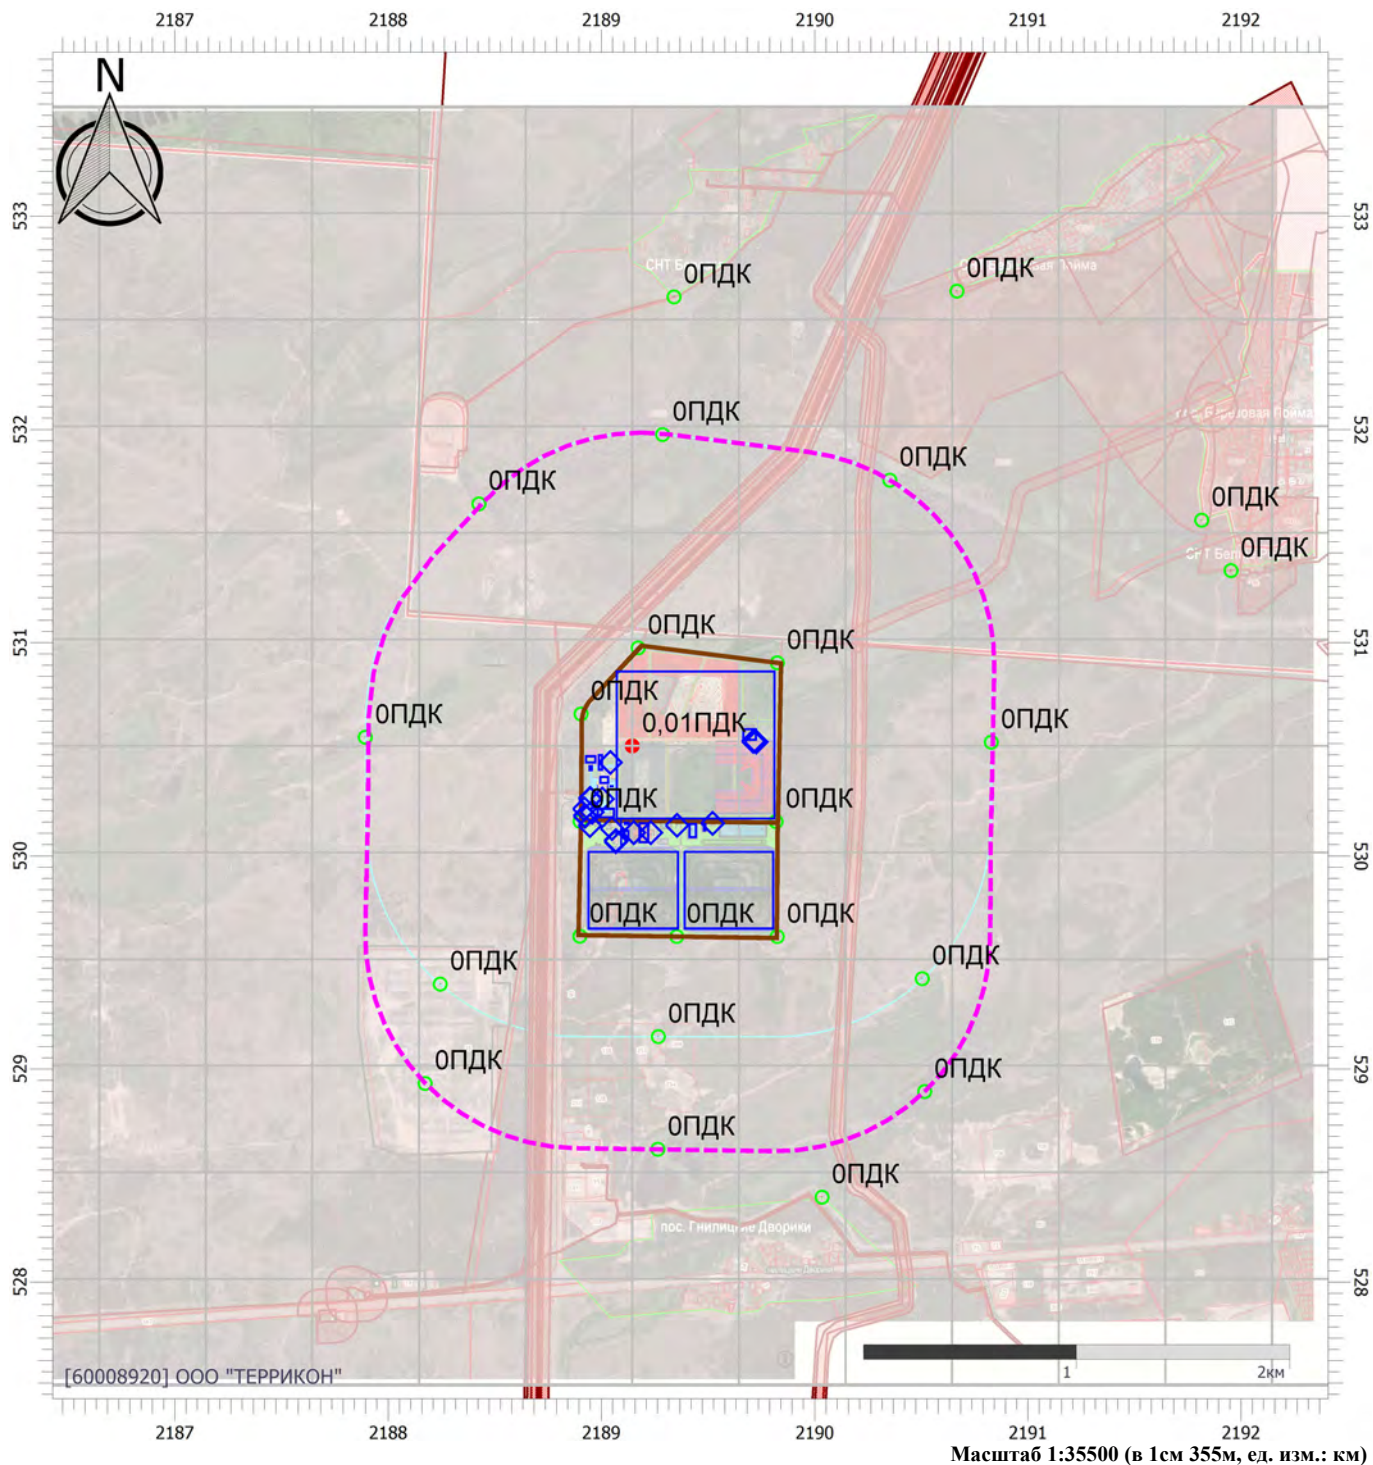 2187 2188 2189 2190 2191 2192
N
533 533
СНТ
0ПДК 0ПДК
532 532
0ПДК
0ПДК 0ПДК
0ПДК
0ПДК
531 531
0ПДК 0ПДК
0ПДК
0ПДК 0,01ПДК 0ПДК
0ПДК 0ПДК
530 530
0ПДК 0ПДК 0ПДК
0ПДК 0ПДК
0ПДК
529 529
0ПДК 0ПДК
0ПДК
0ПДК
пос. Гнилицкие Дворики
528 528
[60008920] ООО "ТЕРРИКОН"
1 2км
2187 2188 2189 2190 2191 2192
Масштаб 1:35500 (в 1см 355м, ед. изм.: км)